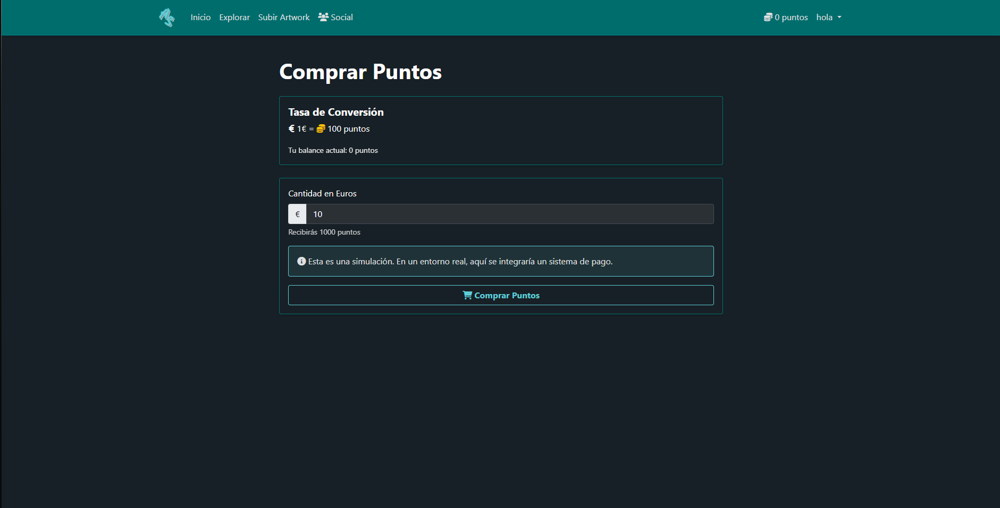 Inicio Explorar Subir Artwork Social 0 puntos hola
Comprar Puntos
Tasa de Conversión
€ 1€ = 100 puntos
Tu balance actual: 0 puntos
Cantidad en Euros
€ 10
Recibirás 1000 puntos
Esta es una simulación. En un entorno real, aquí se integraría un sistema de pago.
Comprar Puntos